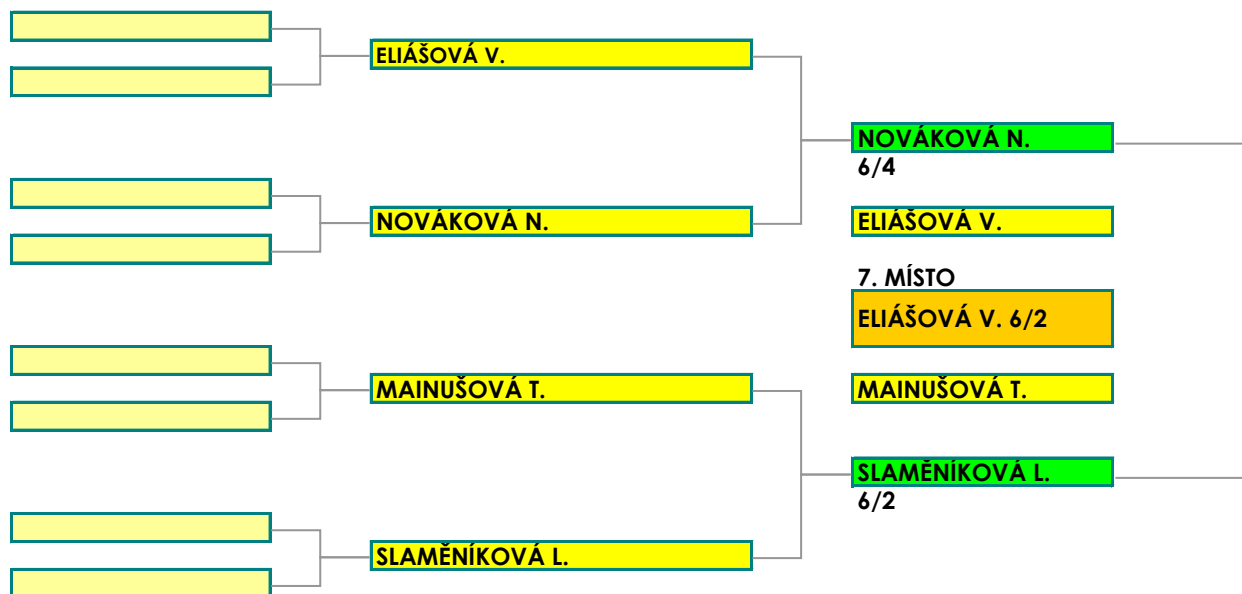 ELIÁŠOVÁ V.
NOVÁKOVÁ N.
6/4
NOVÁKOVÁ N.
ELIÁŠOVÁ V.
7. MÍSTO
ELIÁŠOVÁ V. 6/2
MAINUŠOVÁ T.
MAINUŠOVÁ T.
SLAMĚNÍKOVÁ L.
6/2
SLAMĚNÍKOVÁ L.